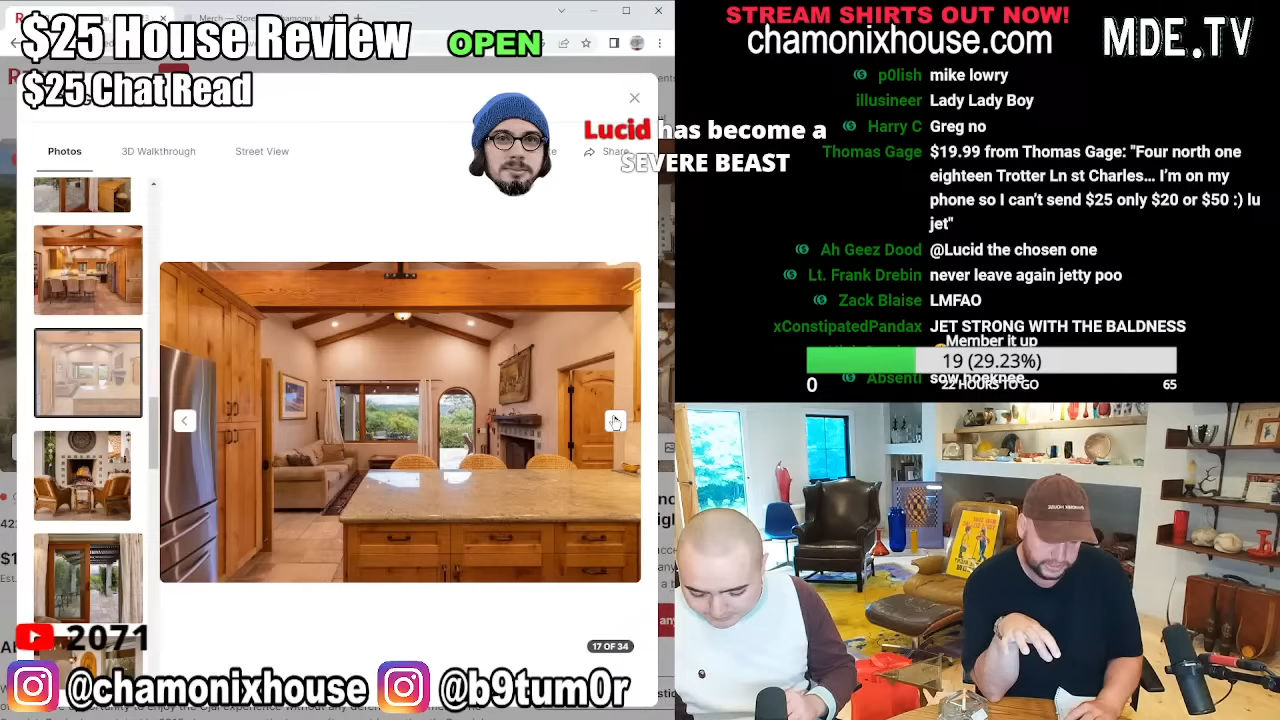 $25 House Review
OPEN
$25 Chat Read
Merch — Store
Photos
3D Walkthrough
Street View
Share
Lucid has become a
SEVERE BEAST
17 OF 34
2071
@chamonixhouse
@b9tum0r
STREAM SHIRTS OUT NOW!
chamonixhouse.com
MDE.TV
p0lish mike lowry
illusineer Lady Lady Boy
Harry C Greg no
Thomas Gage $19.99 from Thomas Gage: "Four north one
eighteen Trotter Ln st Charles... I'm on my
phone so I can't send $25 only $20 or $50 :) lu
jet"
Ah Geez Dood @Lucid the chosen one
Lt. Frank Drebin never leave again jetty poo
Zack Blaise LMFAO
xConstipatedPandax JET STRONG WITH THE BALDNESS
Member it up
19 (29.23%)
0
22 HOURS TO GO
65
Absenti